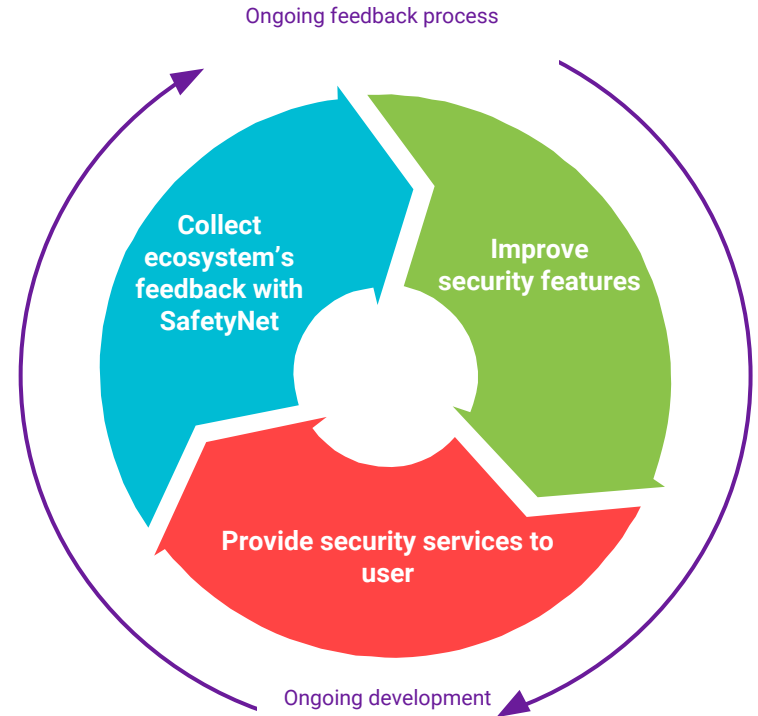 Ongoing feedback process
Collect
ecosystem's
feedback with
SafetyNet
Improve
security features
Provide security services to
user
Ongoing development